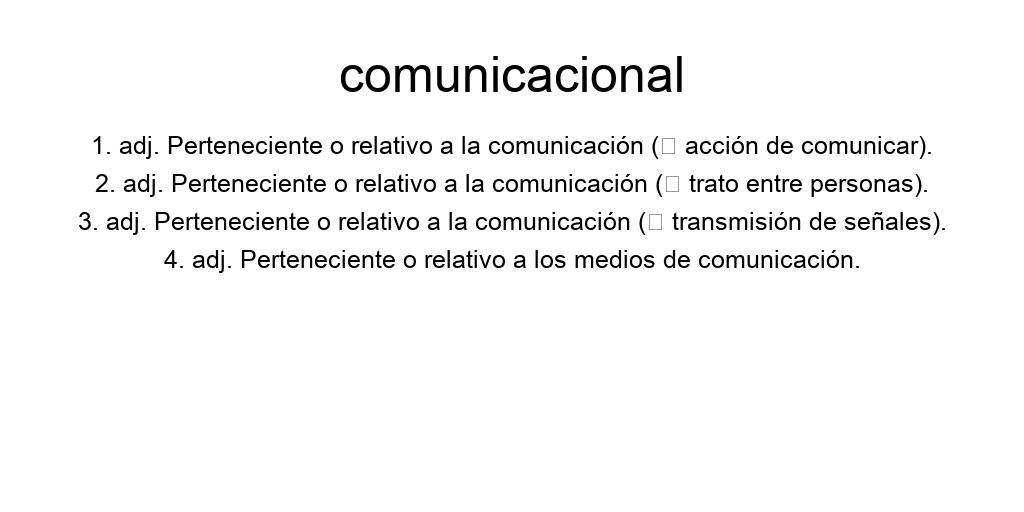 comunicacional
1. adj. Perteneciente o relativo a la comunicación (□ acción de comunicar).
2. adj. Perteneciente o relativo a la comunicación (□ trato entre personas).
3. adj. Perteneciente o relativo a la comunicación (□ transmisión de señales).
4. adj. Perteneciente o relativo a los medios de comunicación.